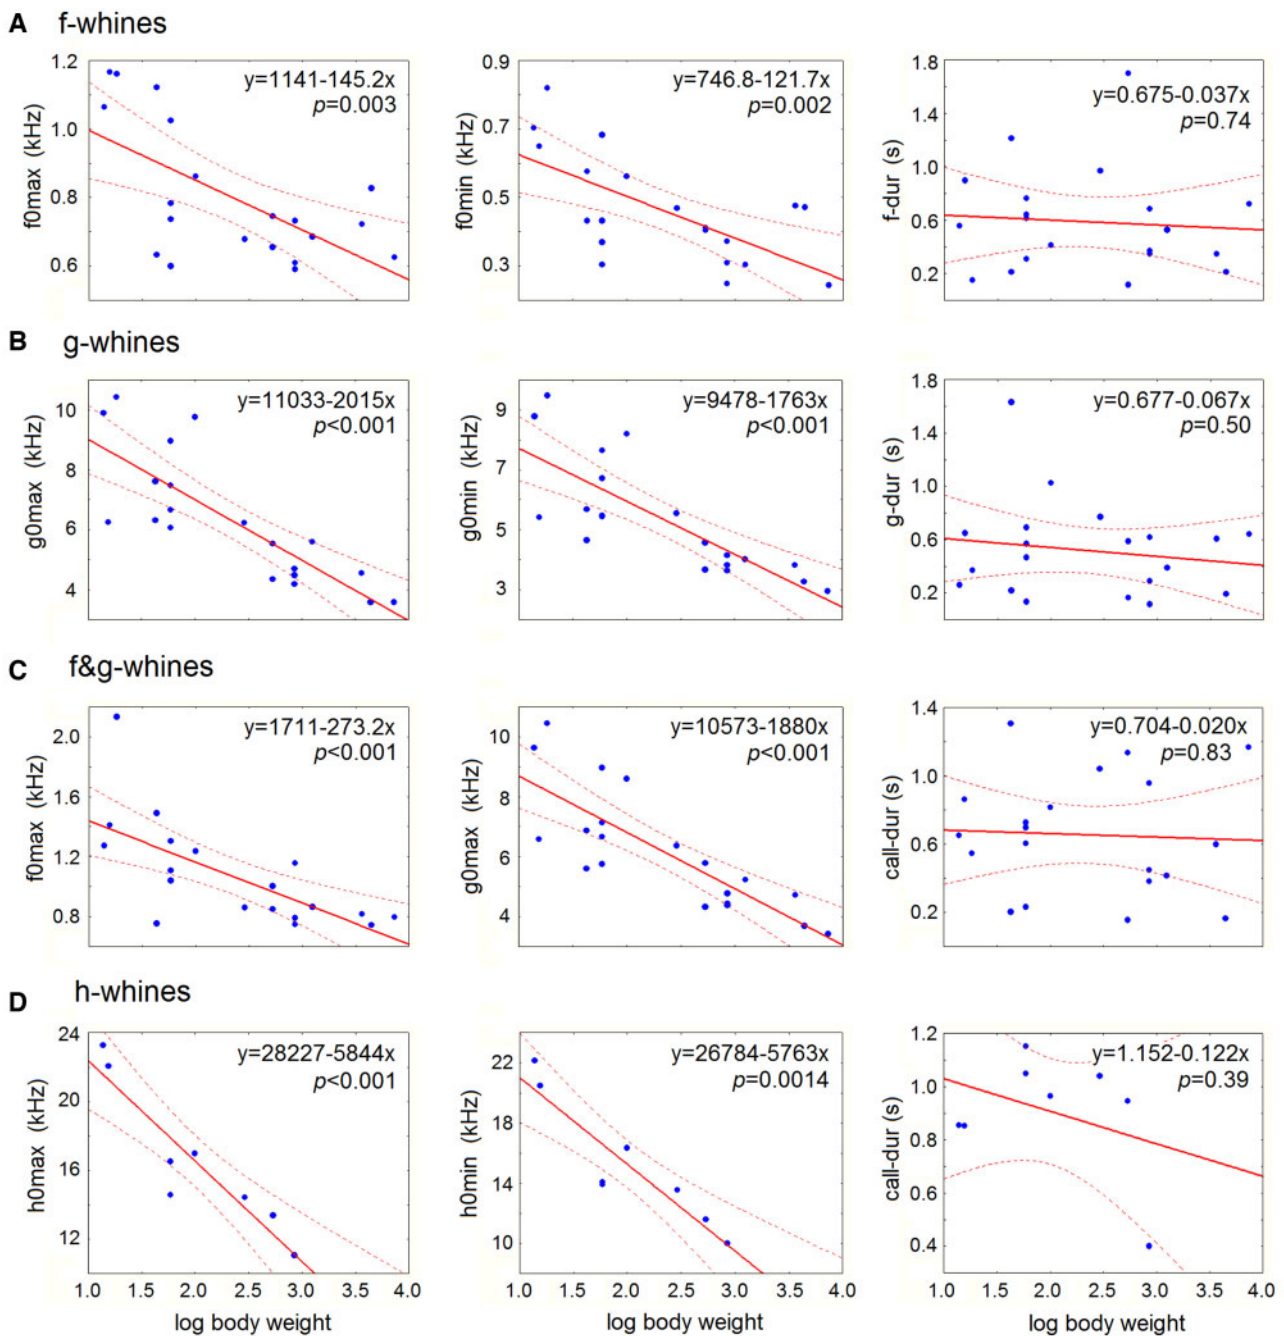 A f-whines
1.2
1.0
0.8
0.6
f0max (kHz)
y=1141-145.2x
p=0.003
0.9
0.7
0.5
0.3
f0min (kHz)
y=746.8-121.7x
p=0.002
1.8
1.4
1.0
0.6
0.2
f-dur (s)
y=0.675-0.037x
p=0.74
B g-whines
10
8
6
4
g0max (kHz)
y=11033-2015x
p<0.001
9
7
5
3
g0min (kHz)
y=9478-1763x
p<0.001
1.8
1.4
1.0
0.6
0.2
g-dur (s)
y=0.677-0.067x
p=0.50
C f&g-whines
2.0
1.6
1.2
0.8
f0max (kHz)
y=1711-273.2x
p<0.001
10
8
6
4
g0max (kHz)
y=10573-1880x
p<0.001
1.4
1.0
0.6
0.2
call-dur (s)
y=0.704-0.020x
p=0.83
D h-whines
24
20
16
12
h0max (kHz)
y=28227-5844x
p<0.001
1.0 1.5 2.0 2.5 3.0 3.5 4.0
log body weight
22
18
14
10
h0min (kHz)
y=26784-5763x
p=0.0014
1.0 1.5 2.0 2.5 3.0 3.5 4.0
log body weight
1.2
1.0
0.8
0.6
0.4
call-dur (s)
y=1.152-0.122x
p=0.39
1.0 1.5 2.0 2.5 3.0 3.5 4.0
log body weight